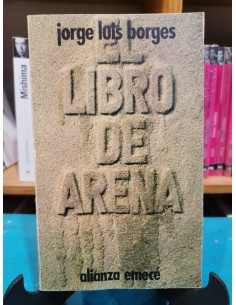 jorge luis borges
EL
LIBRO
DE
ARENA
alianza emecé
Mishima